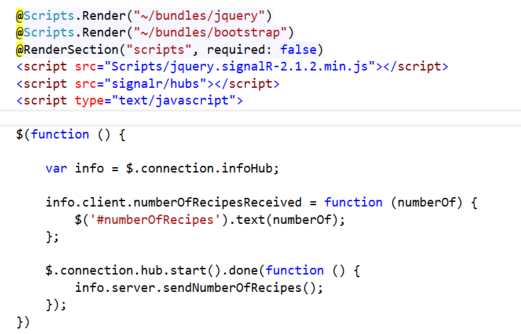 @Scripts.Render("~/bundles/jquery")
@Scripts.Render("~/bundles/bootstrap")
@RenderSection("scripts", required: false)
<script src="Scripts/jquery.signalR-2.1.2.min.js"></script>
<script src="signalr/hubs"></script>
<script type="text/javascript">
$(function () {
var info = $.connection.infoHub;
info.client.numberOfRecipesReceived = function (numberOf) {
$('#numberOfRecipes').text(numberOf);
};
$.connection.hub.start().done(function () {
info.server.sendNumberOfRecipes();
});
})